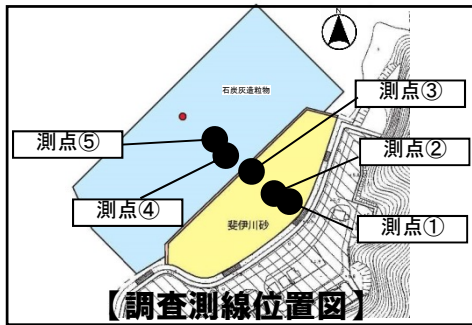 石炭灰造粒物
測点③
測点⑤
測点②
測点④
測点①
斐伊川砂
【調査測線位置図】